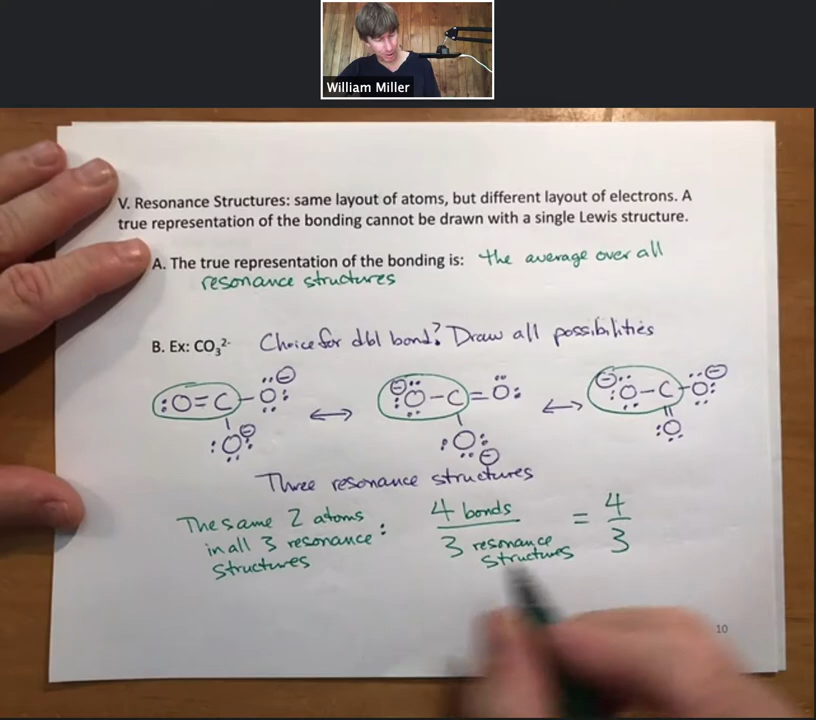 William Miller
V. Resonance Structures: same layout of atoms, but different layout of electrons. A
true representation of the bonding cannot be drawn with a single Lewis structure.
A. The true representation of the bonding is: the average over all
resonance structures
B. Ex: CO₃²⁻ Choice for dbl bond? Draw all possibilities
:O=C-O: ⟷ :O-C=O: ⟷ :O-C-O:
:O: :O: :O:
Three resonance structures
The same 2 atoms
in all 3 resonance :
structures
4 bonds
3 resonance
structures
= 4
3
10